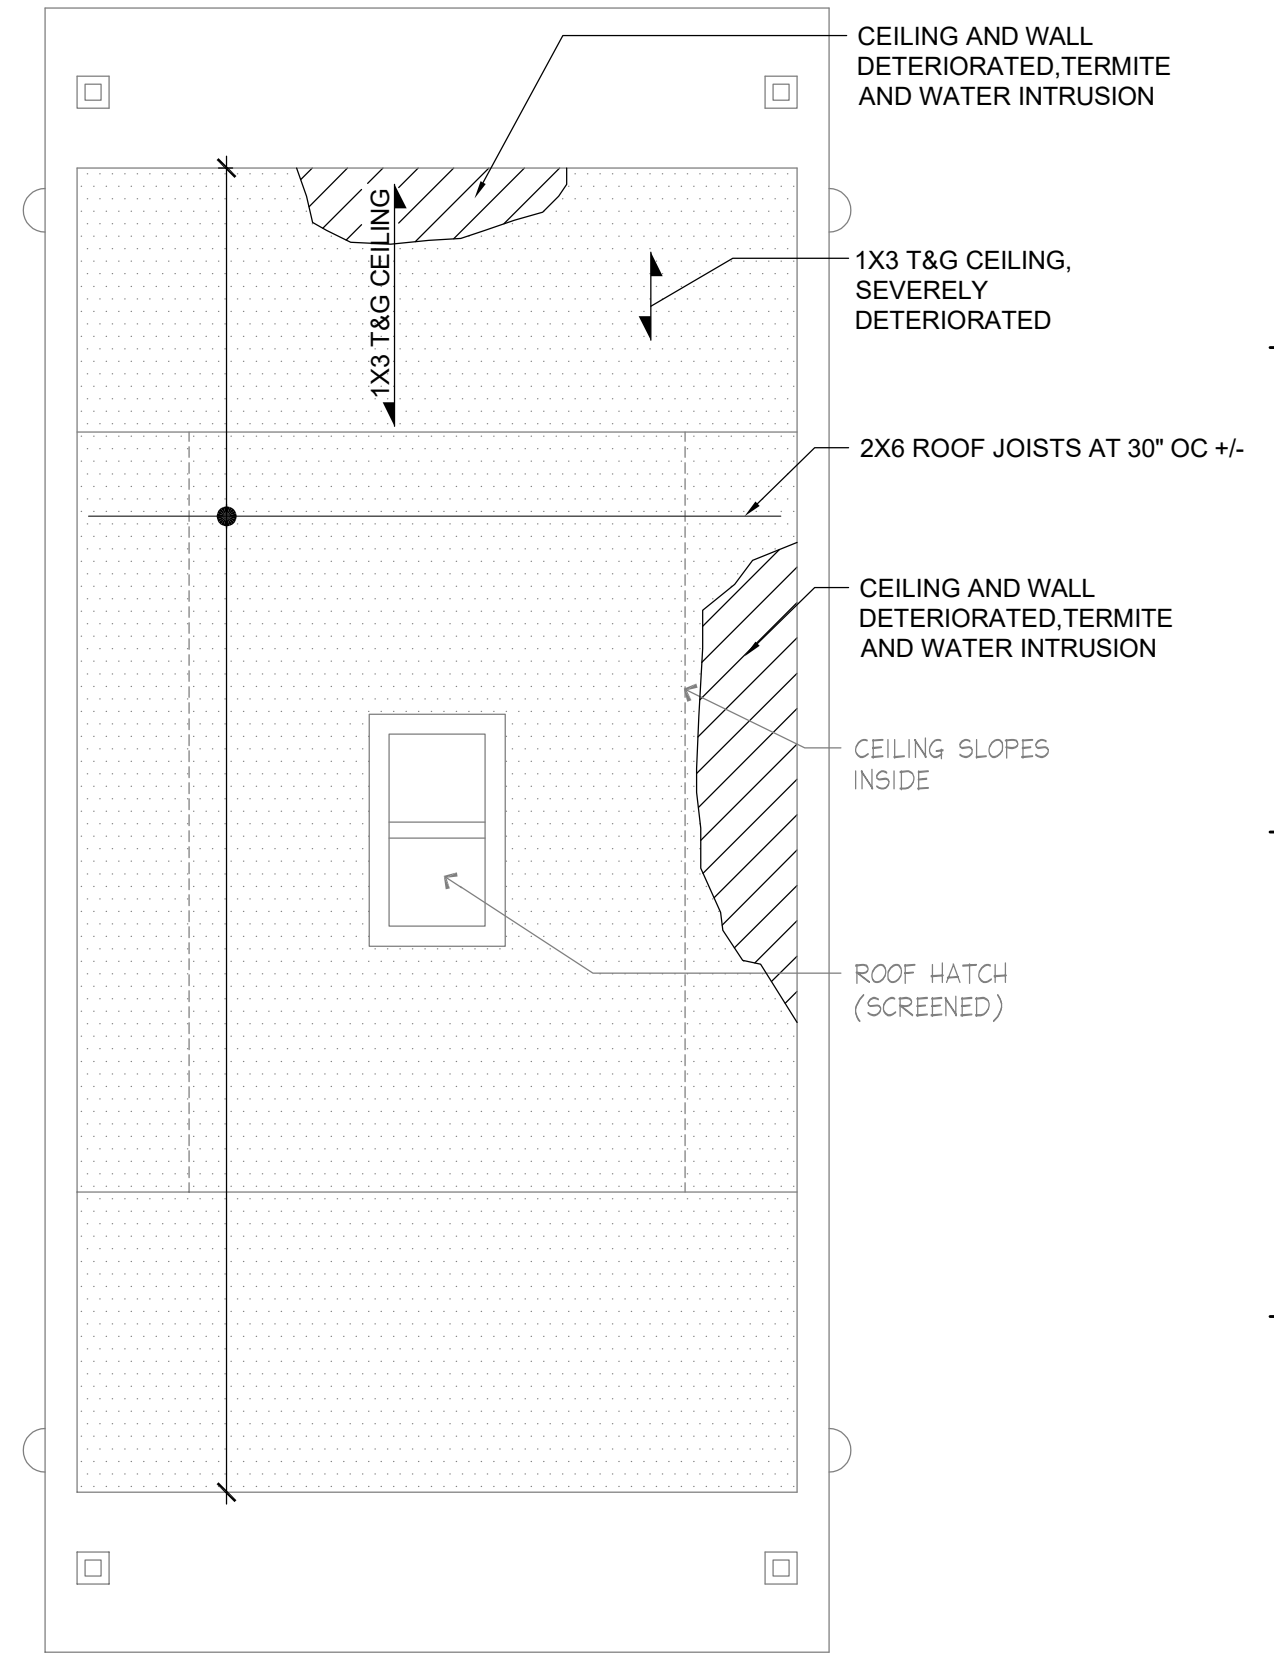 CEILING AND WALL
DETERIORATED,TERMITE
AND WATER INTRUSION
1X3 T&G CEILING
1X3 T&G CEILING,
SEVERELY
DETERIORATED
2X6 ROOF JOISTS AT 30" OC +/-
CEILING AND WALL
DETERIORATED,TERMITE
AND WATER INTRUSION
CEILING SLOPES
INSIDE
ROOF HATCH
(SCREENED)